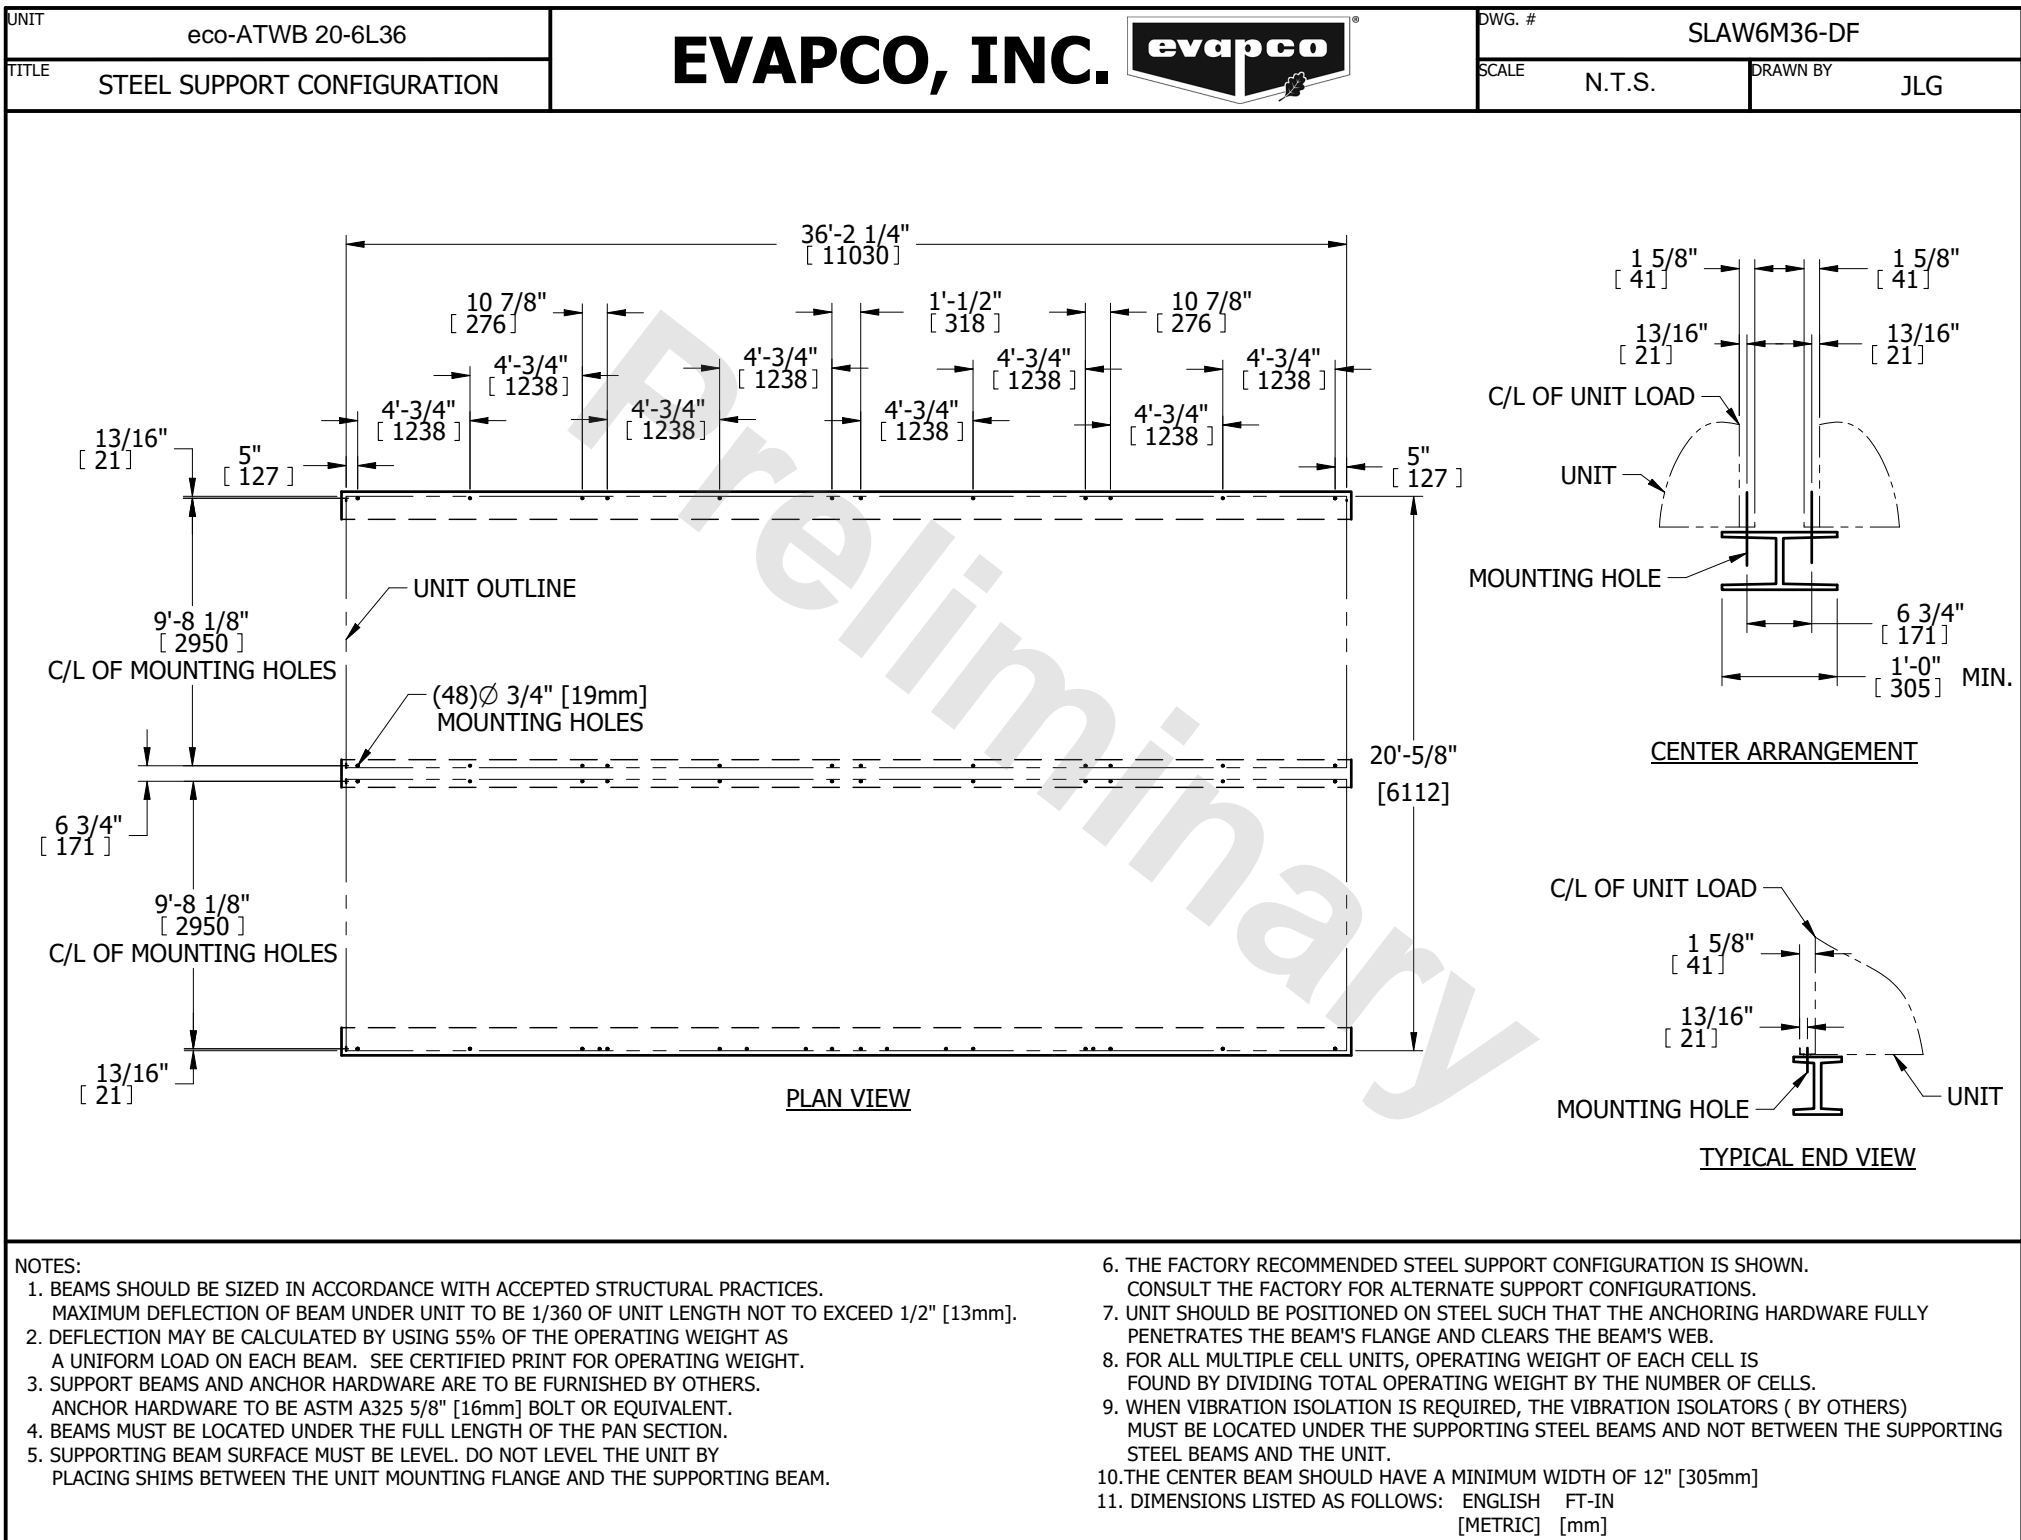 UNIT
eco-ATWB 20-6L36
TITLE
STEEL SUPPORT CONFIGURATION
EVAPCO, INC.
evapco
®
DWG. #
SLAW6M36-DF
SCALE
N.T.S.
DRAWN BY
JLG
36'-2 1/4"
[ 11030 ]
10 7/8"
[ 276 ]
1'-1/2"
[ 318 ]
10 7/8"
[ 276 ]
4'-3/4"
[ 1238 ]
4'-3/4"
[ 1238 ]
4'-3/4"
[ 1238 ]
4'-3/4"
[ 1238 ]
4'-3/4"
[ 1238 ]
4'-3/4"
[ 1238 ]
4'-3/4"
[ 1238 ]
4'-3/4"
[ 1238 ]
13/16"
[ 21 ]
5"
[ 127 ]
5"
[ 127 ]
UNIT OUTLINE
9'-8 1/8"
[ 2950 ]
C/L OF MOUNTING HOLES
(48)Ø 3/4" [19mm]
MOUNTING HOLES
20'-5/8"
[6112]
6 3/4"
[ 171 ]
9'-8 1/8"
[ 2950 ]
C/L OF MOUNTING HOLES
13/16"
[ 21 ]
PLAN VIEW
Preliminary
1 5/8"
[ 41 ]
1 5/8"
[ 41 ]
13/16"
[ 21 ]
13/16"
[ 21 ]
C/L OF UNIT LOAD
UNIT
MOUNTING HOLE
6 3/4"
[ 171 ]
1'-0"
[ 305 ] MIN.
CENTER ARRANGEMENT
C/L OF UNIT LOAD
1 5/8"
[ 41 ]
13/16"
[ 21 ]
MOUNTING HOLE
UNIT
TYPICAL END VIEW
NOTES:
1. BEAMS SHOULD BE SIZED IN ACCORDANCE WITH ACCEPTED STRUCTURAL PRACTICES.
MAXIMUM DEFLECTION OF BEAM UNDER UNIT TO BE 1/360 OF UNIT LENGTH NOT TO EXCEED 1/2" [13mm].
2. DEFLECTION MAY BE CALCULATED BY USING 55% OF THE OPERATING WEIGHT AS
A UNIFORM LOAD ON EACH BEAM. SEE CERTIFIED PRINT FOR OPERATING WEIGHT.
3. SUPPORT BEAMS AND ANCHOR HARDWARE ARE TO BE FURNISHED BY OTHERS.
ANCHOR HARDWARE TO BE ASTM A325 5/8" [16mm] BOLT OR EQUIVALENT.
4. BEAMS MUST BE LOCATED UNDER THE FULL LENGTH OF THE PAN SECTION.
5. SUPPORTING BEAM SURFACE MUST BE LEVEL. DO NOT LEVEL THE UNIT BY
PLACING SHIMS BETWEEN THE UNIT MOUNTING FLANGE AND THE SUPPORTING BEAM.
6. THE FACTORY RECOMMENDED STEEL SUPPORT CONFIGURATION IS SHOWN.
CONSULT THE FACTORY FOR ALTERNATE SUPPORT CONFIGURATIONS.
7. UNIT SHOULD BE POSITIONED ON STEEL SUCH THAT THE ANCHORING HARDWARE FULLY
PENETRATES THE BEAM'S FLANGE AND CLEARS THE BEAM'S WEB.
8. FOR ALL MULTIPLE CELL UNITS, OPERATING WEIGHT OF EACH CELL IS
FOUND BY DIVIDING TOTAL OPERATING WEIGHT BY THE NUMBER OF CELLS.
9. WHEN VIBRATION ISOLATION IS REQUIRED, THE VIBRATION ISOLATORS ( BY OTHERS)
MUST BE LOCATED UNDER THE SUPPORTING STEEL BEAMS AND NOT BETWEEN THE SUPPORTING
STEEL BEAMS AND THE UNIT.
10.THE CENTER BEAM SHOULD HAVE A MINIMUM WIDTH OF 12" [305mm]
11. DIMENSIONS LISTED AS FOLLOWS: ENGLISH FT-IN
[METRIC] [mm]